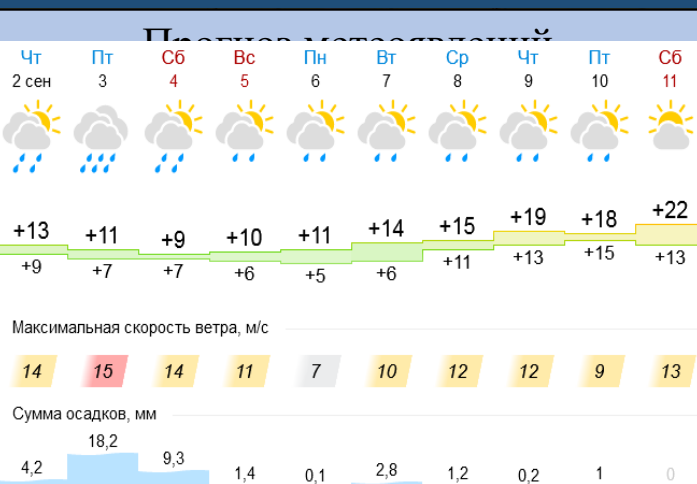 Прогноз метеоявлений
Чт Пт Сб Вс Пн Вт Ср Чт Пт Сб
2 сен 3 4 5 6 7 8 9 10 11
+13 +11 +9 +10 +11 +14 +15 +19 +18 +22
+9 +7 +7 +6 +5 +6 +11 +13 +15 +13
Максимальная скорость ветра, м/с
14 15 14 11 7 10 12 12 9 13
Сумма осадков, мм
4,2 18,2 9,3 1,4 0,1 2,8 1,2 0,2 1 0